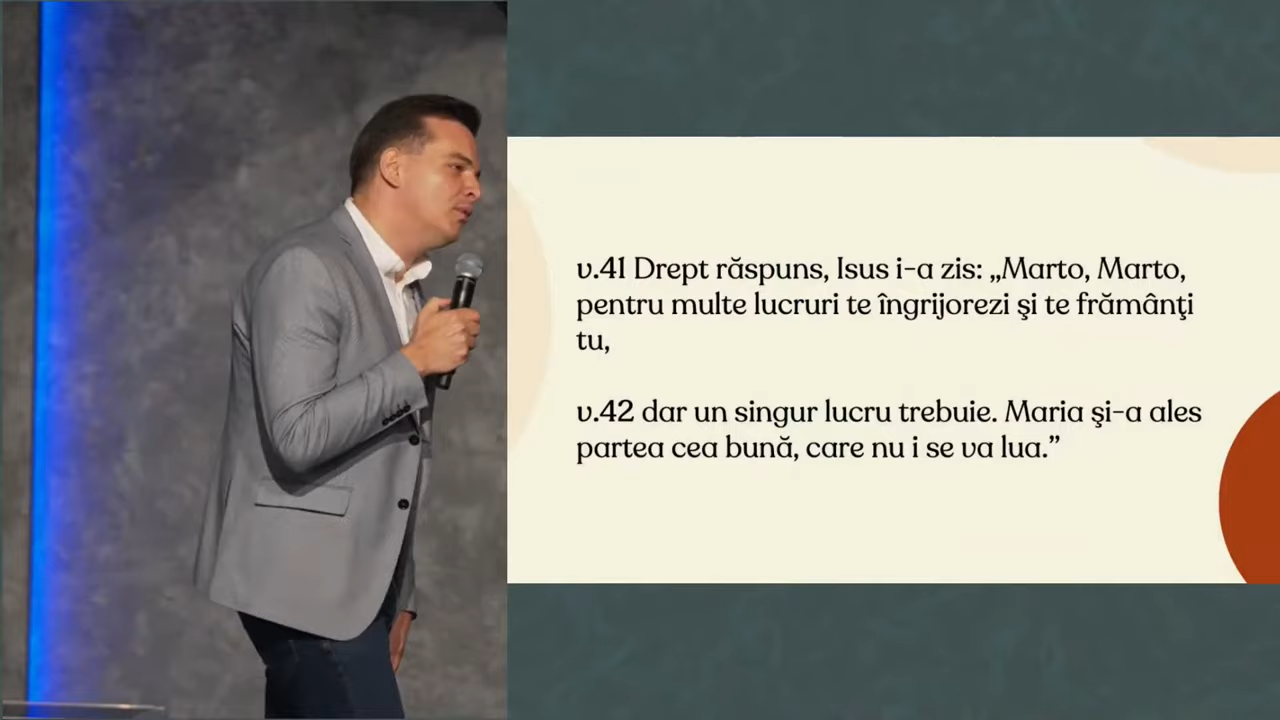 v.41 Drept răspuns, Isus i-a zis: „Marto, Marto,
pentru multe lucruri te îngrijorezi şi te frămânţi
tu,
v.42 dar un singur lucru trebuie. Maria şi-a ales
partea cea bună, care nu i se va lua.”